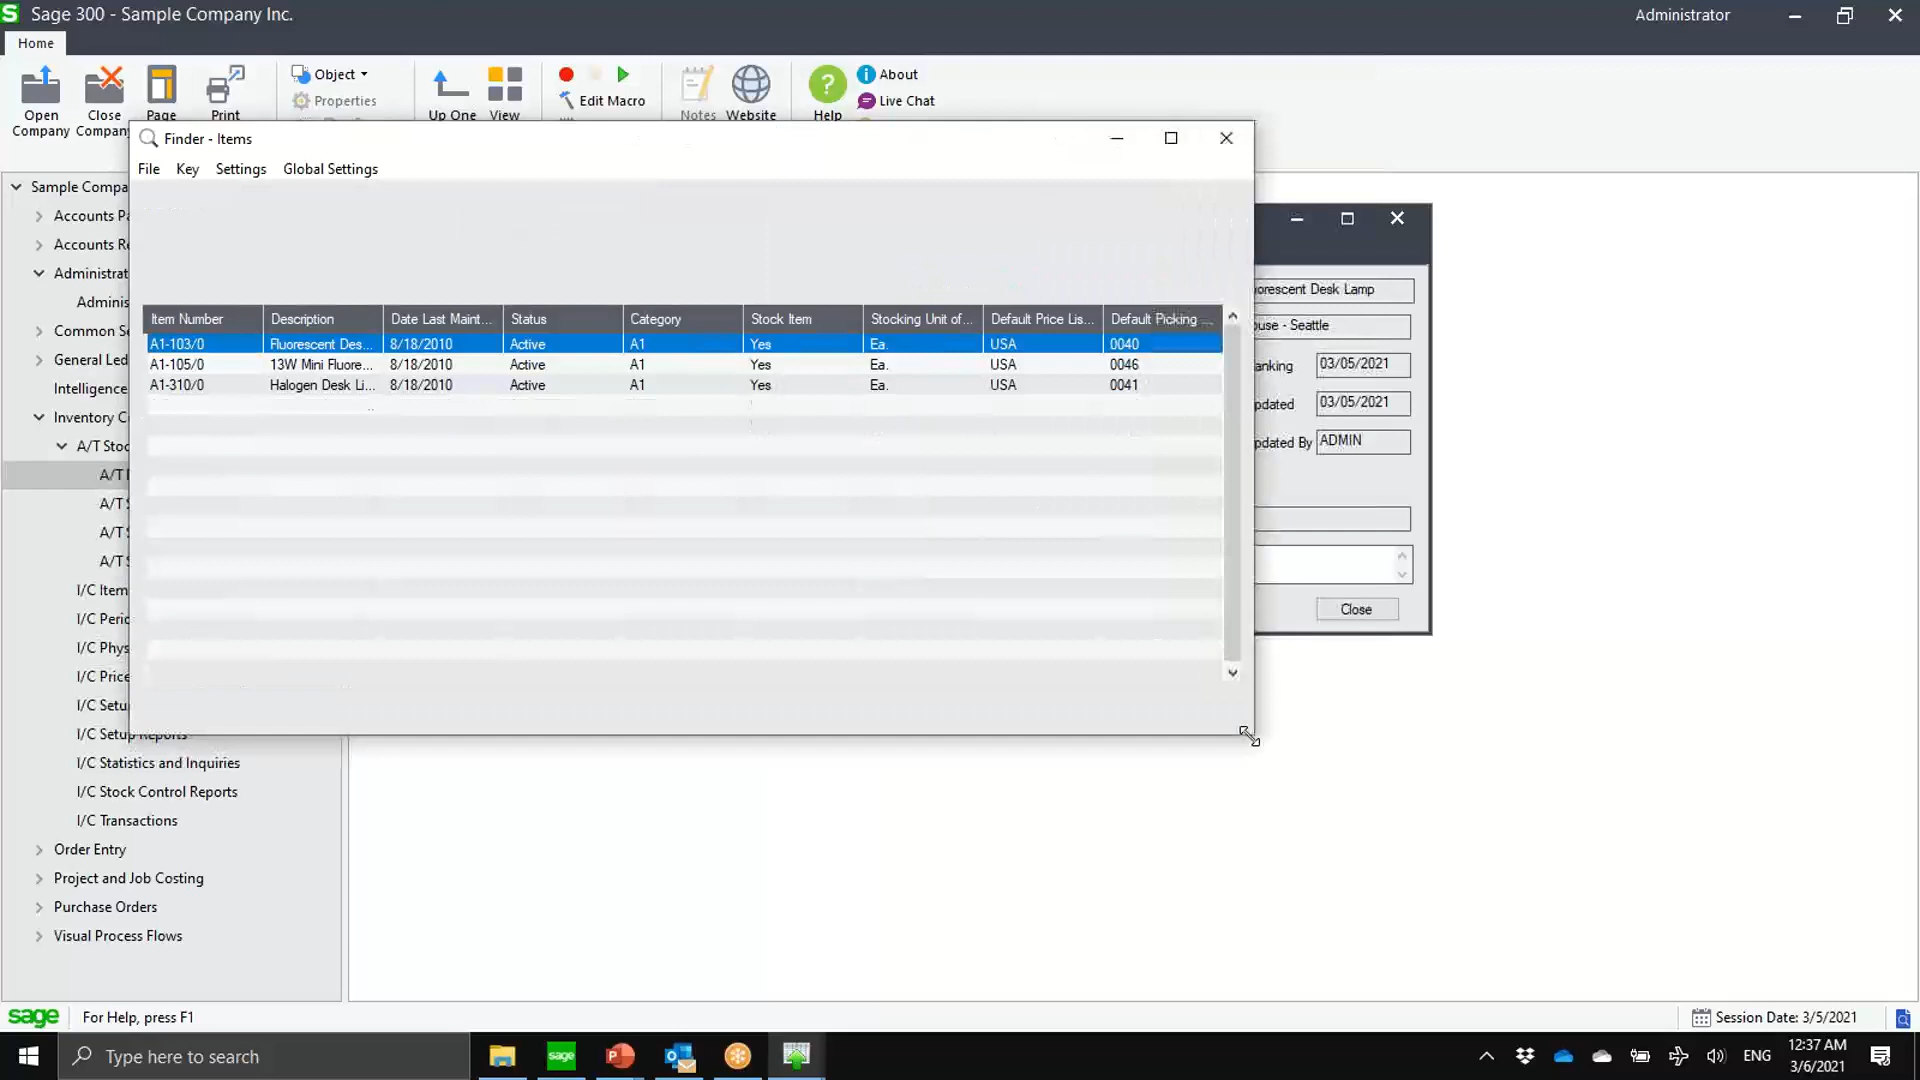 Sage 300 - Sample Company Inc.
Administrator
Home
Open Company
Close Company
Page
Print
Object
Properties
Up One
View
Edit Macro
Notes
Website
Help
About
Live Chat
Finder - Items
File Key Settings Global Settings
Item Number Description Date Last Maint... Status Category Stock Item Stocking Unit of... Default Price Lis... Default Picking ...
A1-103/0 Fluorescent Des... 8/18/2010 Active A1 Yes Ea. USA 0040
A1-105/0 13W Mini Fluore... 8/18/2010 Active A1 Yes Ea. USA 0046
A1-310/0 Halogen Desk Li... 8/18/2010 Active A1 Yes Ea. USA 0041
orescent Desk Lamp
ouse - Seattle
anking 03/05/2021
pdated 03/05/2021
pdated By ADMIN
Close
Sample Compa
Accounts Pa
Accounts Re
Administrat
Adminis
Common Se
General Led
Intelligence
Inventory C
A/T Stoc
A/T
A/T S
A/T S
A/T S
I/C Item
I/C Peric
I/C Phys
I/C Price
I/C Setu
I/C Setup Reports
I/C Statistics and Inquiries
I/C Stock Control Reports
I/C Transactions
Order Entry
Project and Job Costing
Purchase Orders
Visual Process Flows
sage For Help, press F1
Session Date: 3/5/2021
Type here to search
sage
ENG
12:37 AM
3/6/2021